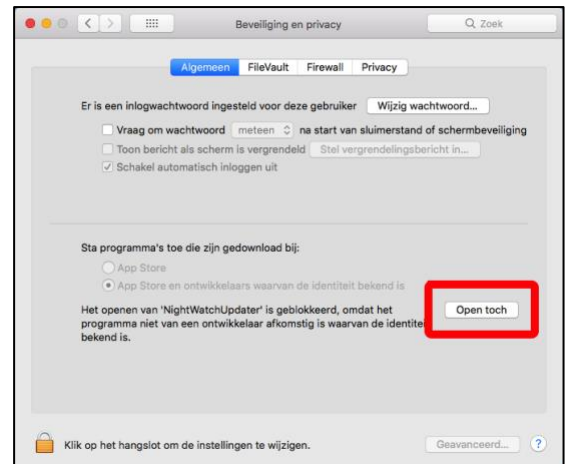 Beveiliging en privacy
Zoek
Algemeen FileVault Firewall Privacy
Er is een inlogwachtwoord ingesteld voor deze gebruiker Wijzig wachtwoord...
Vraag om wachtwoord meteen na start van sluimerstand of schermbeveiliging
Toon bericht als scherm is vergrendeld Stel vergrendelingsbericht in...
Schakel automatisch inloggen uit
Sta programma's toe die zijn gedownload bij:
App Store
App Store en ontwikkelaars waarvan de identiteit bekend is
Het openen van 'NightWatchUpdater' is geblokkeerd, omdat het
Open toch
programma niet van een ontwikkelaar afkomstig is waarvan de identitei
bekend is.
Klik op het hangslot om de instellingen te wijzigen.
Geavanceerd... ?